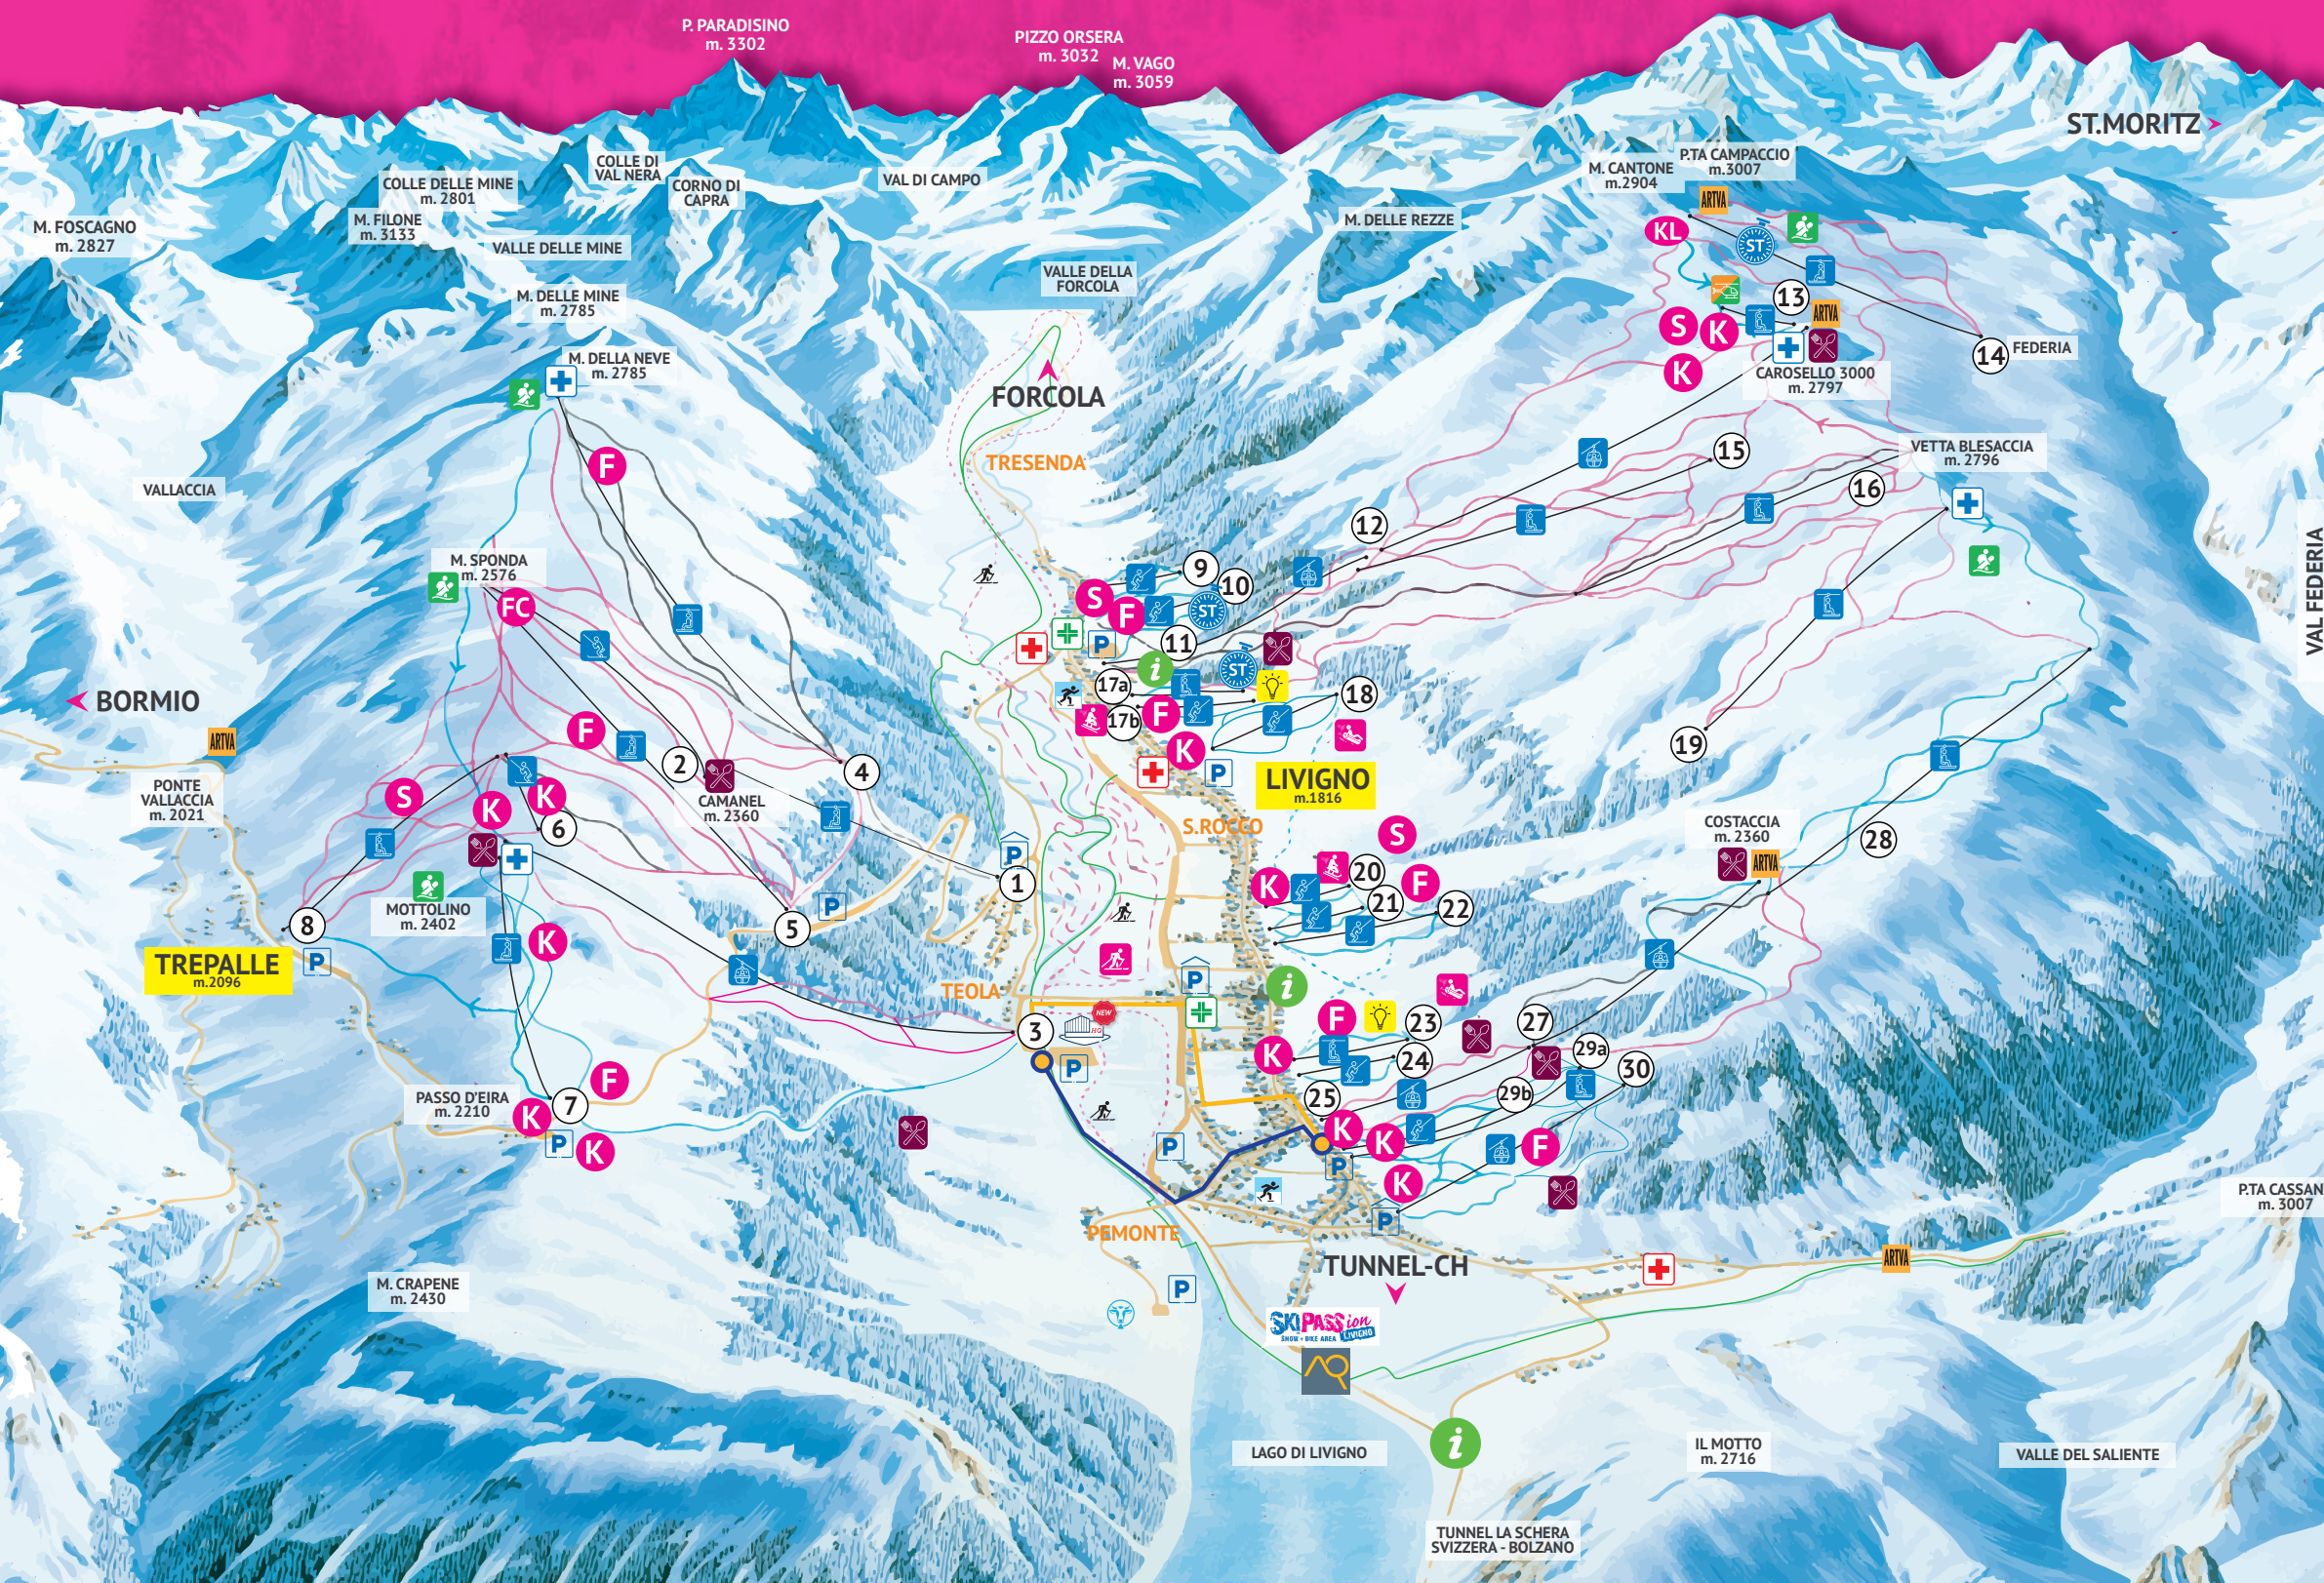 P. PARADISINO
m. 3302
PIZZO ORSERA
m. 3032
M. VAGO
m. 3059
ST.MORITZ
M. CANTONE
m.2904
P.TA CAMPACCIO
m.3007
COLLE DI
VAL NERA
CORNO DI
CAPRA
VAL DI CAMPO
COLLE DELLE MINE
m. 2801
M. FILONE
m. 3133
M. FOSCAGNO
m. 2827
VALLE DELLE MINE
M. DELLE REZZE
VALLE DELLA
FORCOLA
M. DELLE MINE
m. 2785
M. DELLA NEVE
m. 2785
ARTVA
KL
ST
13
ARTVA
S
K
K
14
FEDERIA
CAROSELLO 3000
m. 2797
FORCOLA
TRESENDA
F
VALLACCIA
15
VETTA BLESACCIA
m. 2796
16
12
VAL FEDERIA
M. SPONDA
m. 2576
FC
9
10
S
F
ST
P
11
i
ST
17a
17b
F
18
K
P
LIVIGNO
m.1816
S.ROCCO
BORMIO
ARTVA
F
2
4
19
PONTE
VALLACCIA
m. 2021
S
K
K
6
CAMANEL
m. 2360
P
1
COSTACCIA
m. 2360
ARTVA
28
S
20
K
F
21
22
MOTTOLINO
m. 2402
P
5
8
TREPALLE
m.2096
P
K
TEOLA
P
i
NEW
HQ
3
P
F
23
27
K
24
29a
30
25
29b
PASSO D'EIRA
m. 2210
7
F
K
P
K
K
K
F
P
P
K
P
PEMONTE
P
TUNNEL-CH
ARTVA
P.TA CASSAN
m. 3007
M. CRAPENE
m. 2430
SKIPASSion
SNOW + BIKE AREA LIVIGNO
LAGO DI LIVIGNO
i
IL MOTTO
m. 2716
VALLE DEL SALIENTE
TUNNEL LA SCHERA
SVIZZERA - BOLZANO